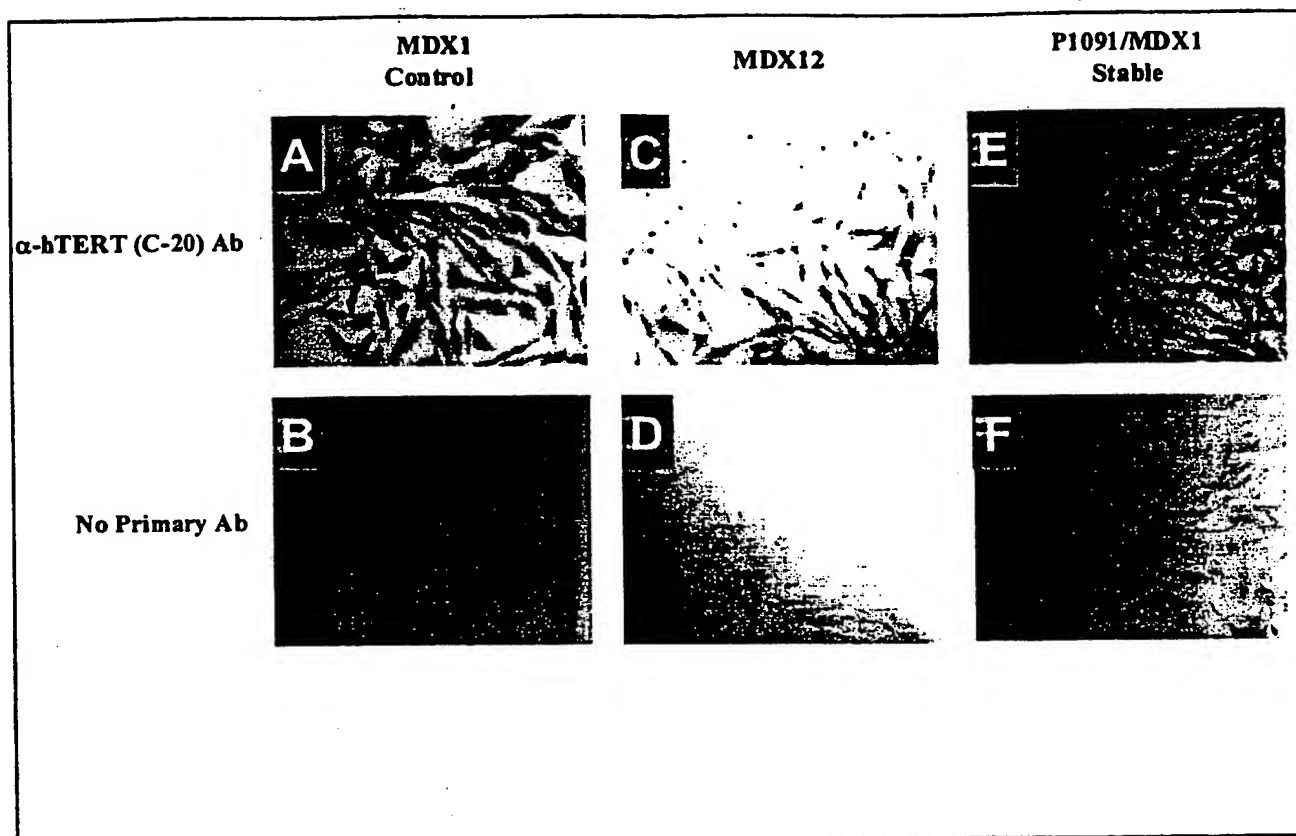 MDX1
Control
MDX12
P1091/MDX1
Stable
A
C
E
α-hTERT (C-20) Ab
B
D
F
No Primary Ab